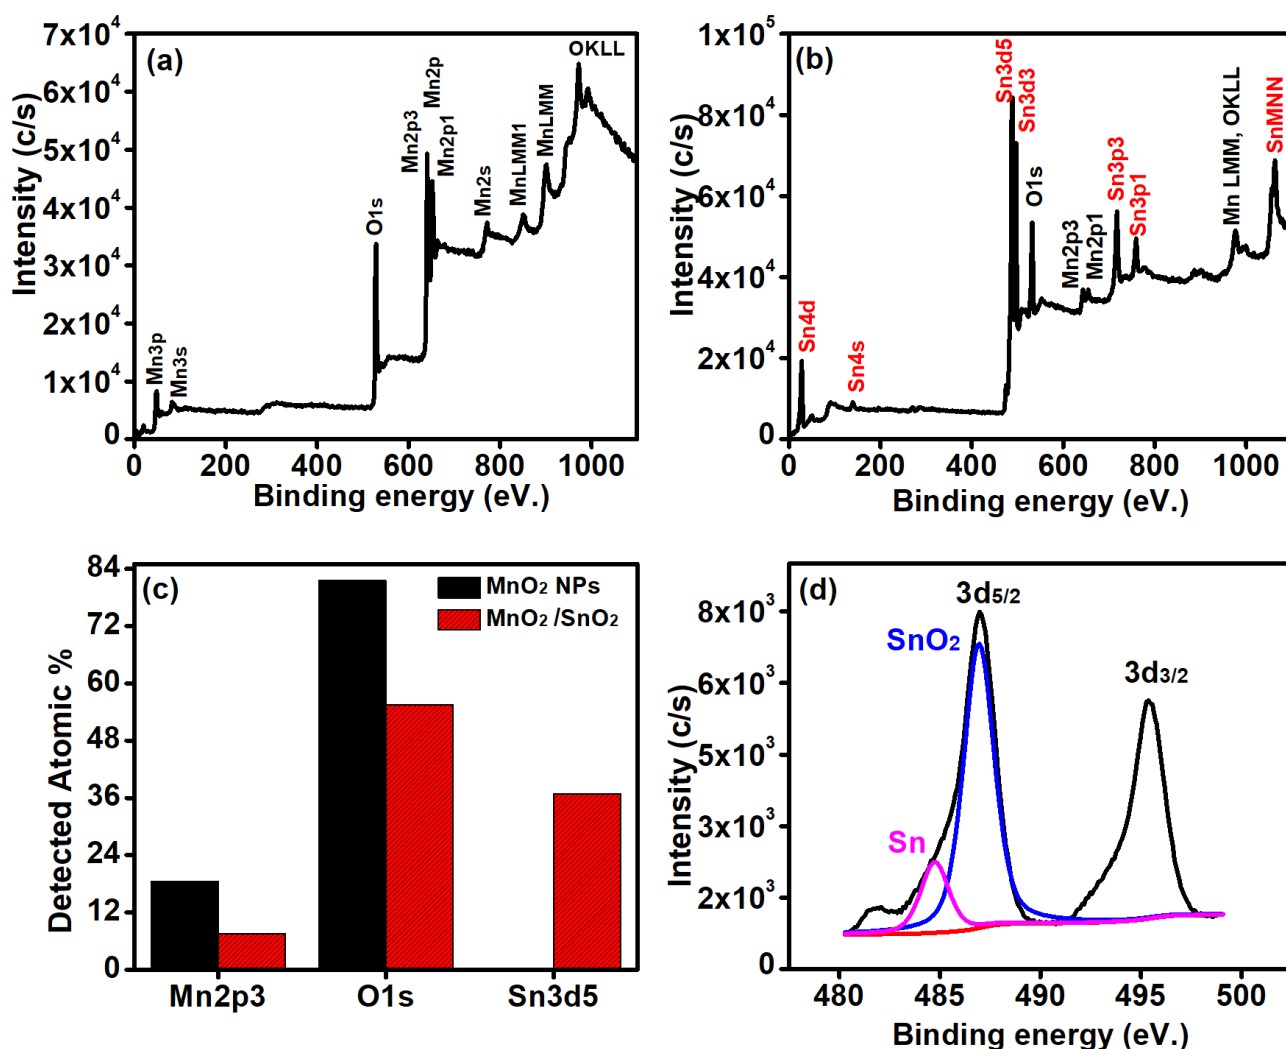 (a)
7x10⁴
6x10⁴
5x10⁴
4x10⁴
3x10⁴
2x10⁴
1x10⁴
0
Intensity (c/s)
Mn3p
Mn3s
O1s
Mn2p3
Mn2p
Mn2p1
Mn2s
MnLMM1
MnLMM
OKLL
0 200 400 600 800 1000
Binding energy (eV.)
(b)
1x10⁵
8x10⁴
6x10⁴
4x10⁴
2x10⁴
0
Intensity (c/s)
Sn4d
Sn4s
Sn3d5
Sn3d3
O1s
Mn2p3
Mn2p1
Sn3p3
Sn3p1
Mn LMM, OKLL
SnMNN
0 200 400 600 800 1000
Binding energy (eV.)
(c)
84
72
60
48
36
24
12
0
Detected Atomic %
MnO₂ NPs
MnO₂ /SnO₂
Mn2p3 O1s Sn3d5
(d)
8x10³
6x10³
5x10³
3x10³
2x10³
0
Intensity (c/s)
3d₅/₂
SnO₂
3d₃/₂
Sn
480 485 490 495 500
Binding energy (eV.)